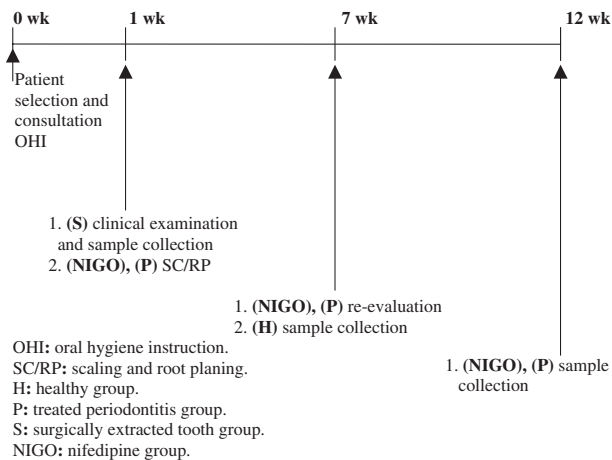 0 wk 1 wk 7 wk 12 wk
Patient
selection and
consultation
OHI
1. (S) clinical examination
and sample collection
2. (NIGO), (P) SC/RP
1. (NIGO), (P) re-evaluation
2. (H) sample collection
1. (NIGO), (P) sample
collection
OHI: oral hygiene instruction.
SC/RP: scaling and root planing.
H: healthy group.
P: treated periodontitis group.
S: surgically extracted tooth group.
NIGO: nifedipine group.